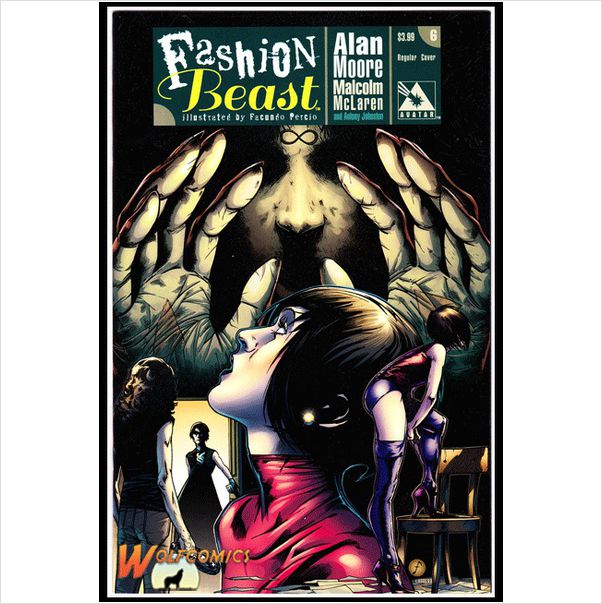 Fashion
Beast
illustrated by Facundo Percio
Alan
Moore
Malcolm
McLaren
and Antony Johnston
$3.99
6
Regular Cover
AVATAR
WOLFCOMICS